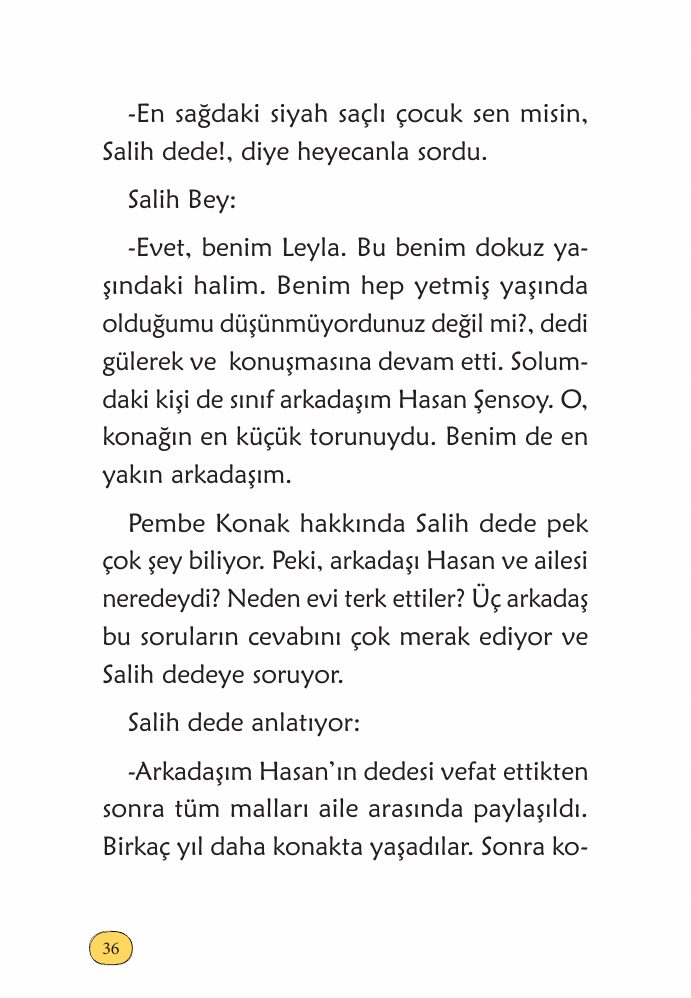 -En sağdaki siyah saçlı çocuk sen misin,
Salih dede!, diye heyecanla sordu.
Salih Bey:
-Evet, benim Leyla. Bu benim dokuz ya-
şındaki halim. Benim hep yetmiş yaşında
olduğumu düşünmüyordunuz değil mi?, dedi
gülerek ve konuşmasına devam etti. Solum-
daki kişi de sınıf arkadaşım Hasan Şensoy. O,
konağın en küçük torunuydu. Benim de en
yakın arkadaşım.
Pembe Konak hakkında Salih dede pek
çok şey biliyor. Peki, arkadaşı Hasan ve ailesi
neredeydi? Neden evi terk ettiler? Üç arkadaş
bu soruların cevabını çok merak ediyor ve
Salih dedeye soruyor.
Salih dede anlatıyor:
-Arkadaşım Hasan’ın dedesi vefat ettikten
sonra tüm malları aile arasında paylaşıldı.
Birkaç yıl daha konakta yaşadılar. Sonra ko-
36